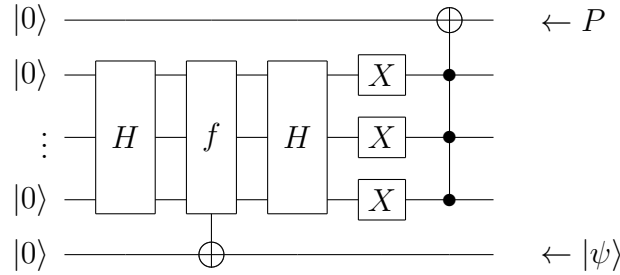 |0⟩ ← P
|0⟩ X
⋮ H f H X
|0⟩ X
|0⟩ ← |ψ⟩